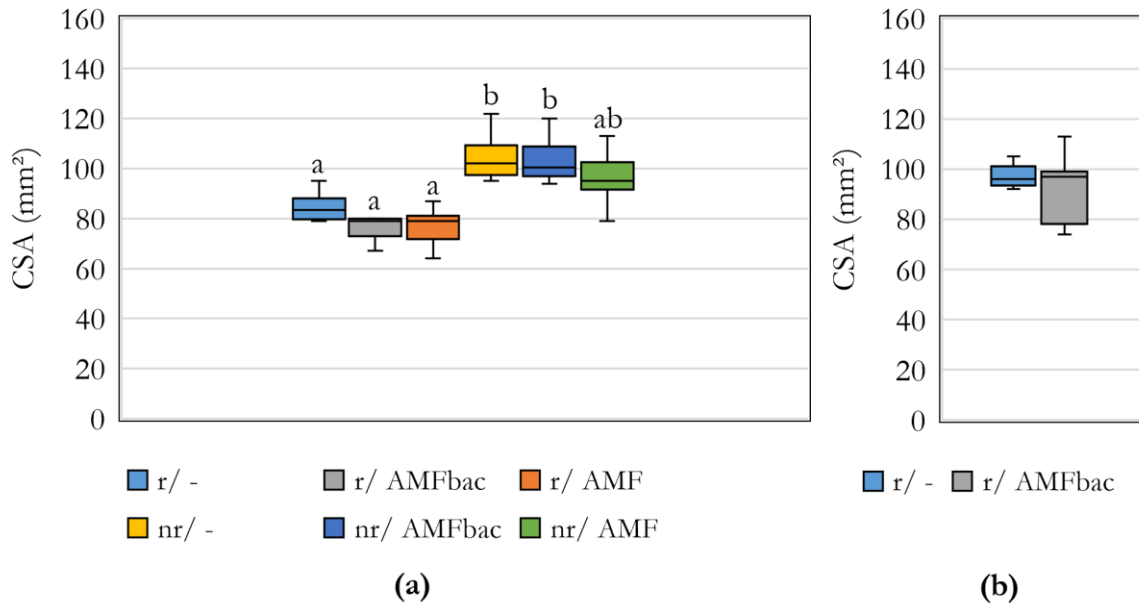 160
140
120
100
80
60
40
20
0
CSA (mm²)
a
a
a
b
b
ab
r/ -
r/ AMFbac
r/ AMF
nr/ -
nr/ AMFbac
nr/ AMF
(a)
160
140
120
100
80
60
40
20
0
CSA (mm²)
r/ -
r/ AMFbac
(b)